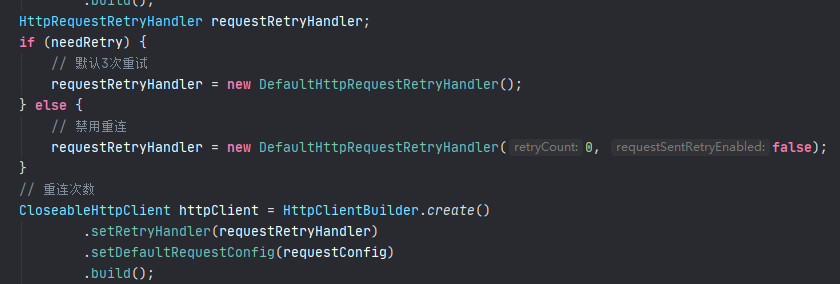 .build();
HttpRequestRetryHandler requestRetryHandler;
if (needRetry) {
// 默认3次重试
requestRetryHandler = new DefaultHttpRequestRetryHandler();
} else {
// 禁用重连
requestRetryHandler = new DefaultHttpRequestRetryHandler( retryCount: 0, requestSentRetryEnabled: false);
}
// 重连次数
CloseableHttpClient httpClient = HttpClientBuilder.create()
.setRetryHandler(requestRetryHandler)
.setDefaultRequestConfig(requestConfig)
.build();